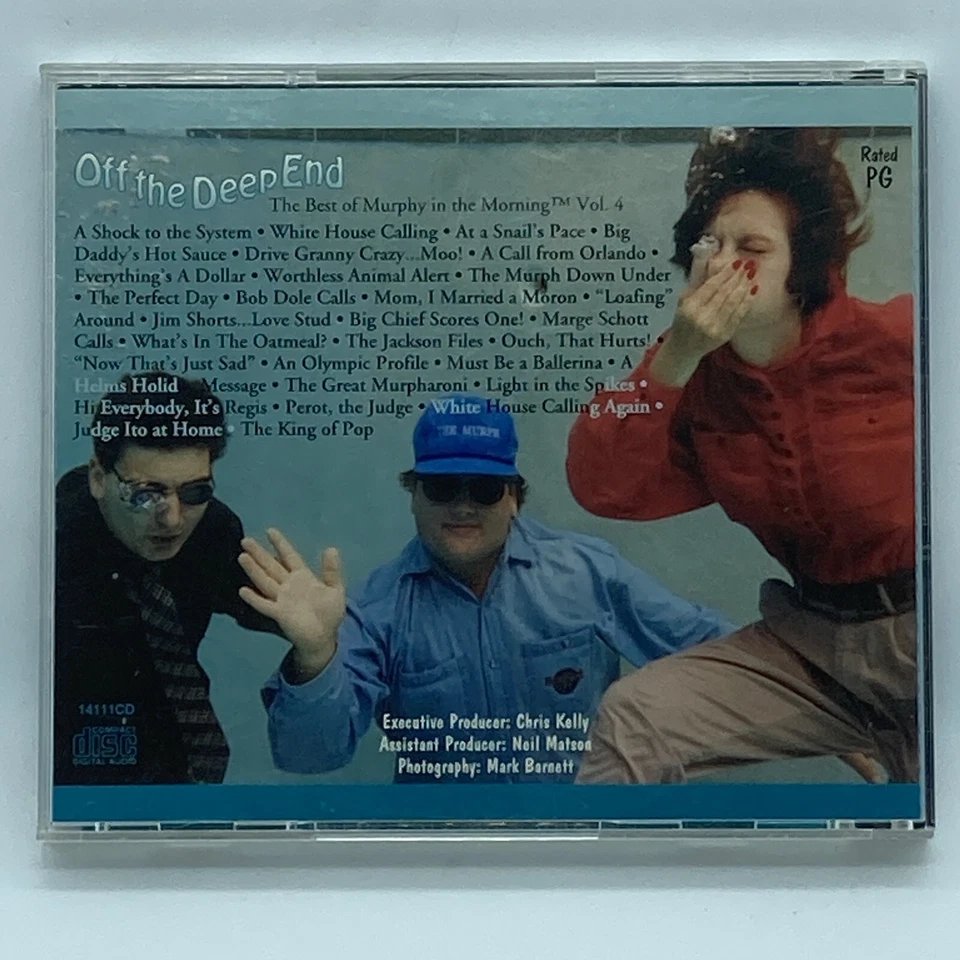 Off the Deep End
Rated
PG
The Best of Murphy in the Morning™ Vol. 4
A Shock to the System • White House Calling • At a Snail's Pace • Big
Daddy's Hot Sauce • Drive Granny Crazy...Moo! • A Call from Orlando •
Everything's A Dollar • Worthless Animal Alert • The Murph Down Under
• The Perfect Day • Bob Dole Calls • Mom, I Married a Moron • “Loafing”
Around • Jim Shorts...Love Stud • Big Chief Scores One! • Marge Schott
Calls • What's In The Oatmeal? • The Jackson Files • Ouch, That Hurts! •
“Now That's Just Sad” • An Olympic Profile • Must Be a Ballerina • A
Helms Holid Message • The Great Murpharoni • Light in the Spikes •
Hi Everybody, It's Regis • Perot, the Judge • White House Calling Again •
Judge Ito at Home • The King of Pop
THE MURPH
14111CD
COMPACT
disc
DIGITAL AUDIO
Executive Producer: Chris Kelly
Assistant Producer: Neil Matson
Photography: Mark Barnett